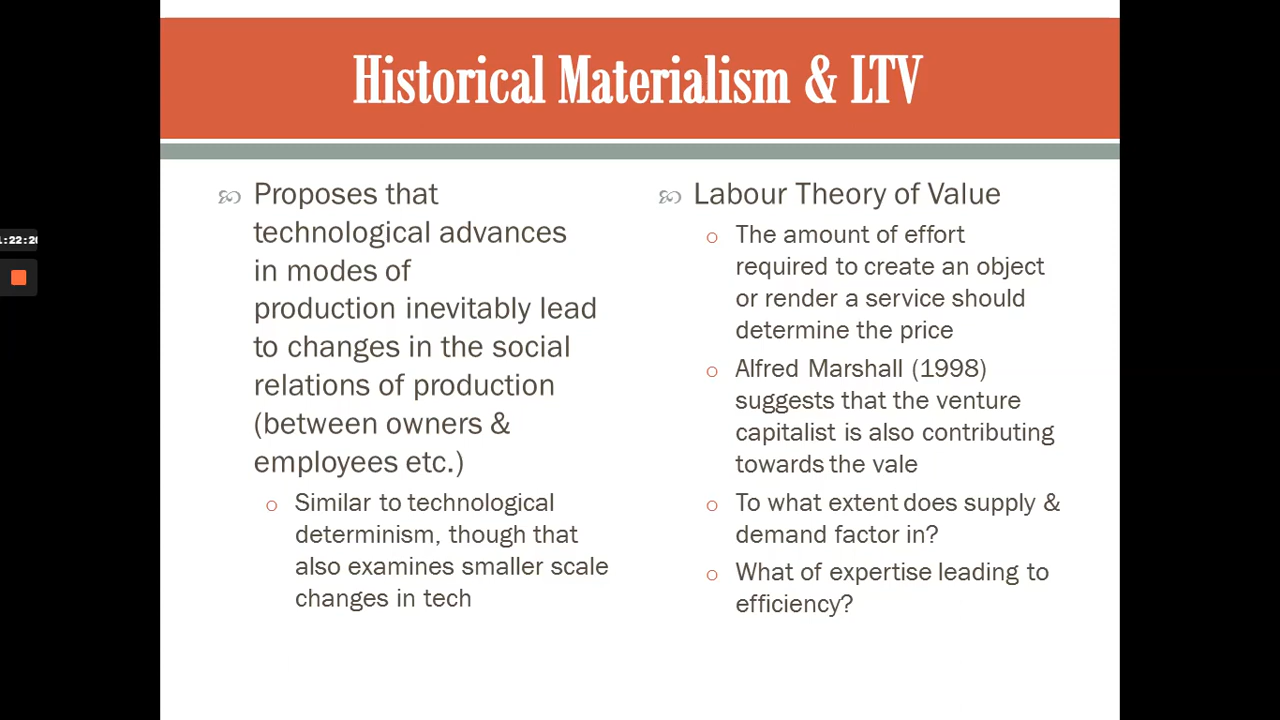 Historical Materialism & LTV
Proposes that
technological advances
in modes of
production inevitably lead
to changes in the social
relations of production
(between owners &
employees etc.)
Similar to technological
determinism, though that
also examines smaller scale
changes in tech
Labour Theory of Value
The amount of effort
required to create an object
or render a service should
determine the price
Alfred Marshall (1998)
suggests that the venture
capitalist is also contributing
towards the vale
To what extent does supply &
demand factor in?
What of expertise leading to
efficiency?